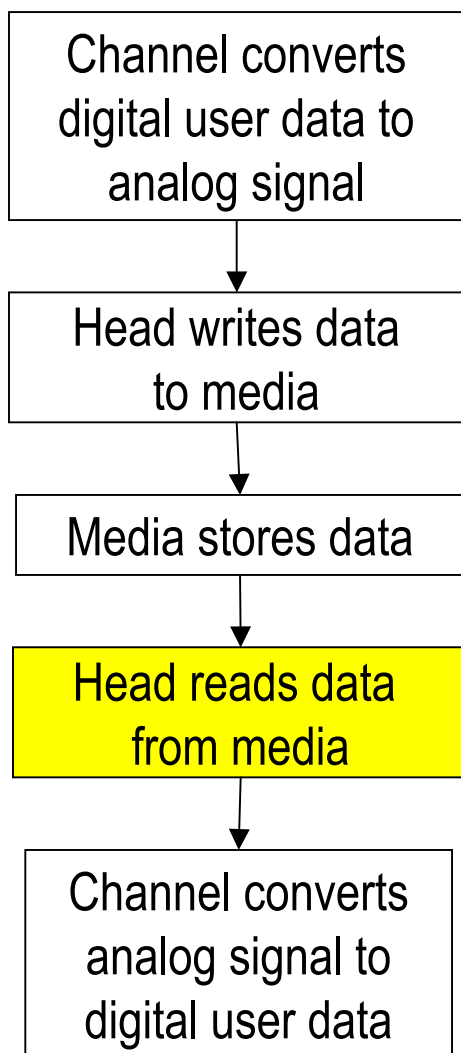 Channel converts
digital user data to
analog signal
Head writes data
to media
Media stores data
Head reads data
from media
Channel converts
analog signal to
digital user data